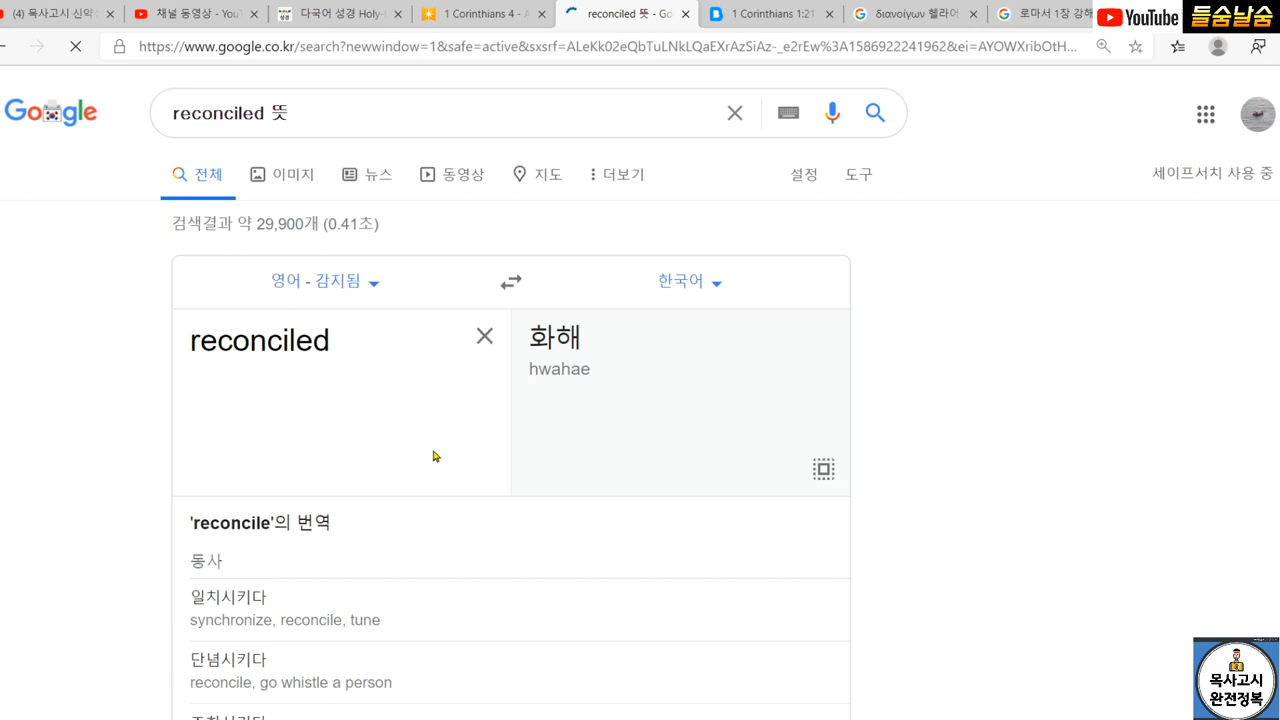 (4) 목사고시 신약
채널 동영상 - You
다국어 성경 Holy-
1 Corinthians
reconciled 뜻 - Go
1 Corinthians 1:1
διανοίγων 헬라어
로마서 1장 강해
YouTube 들숨날숨
https://www.google.co.kr/search?newwindow=1&safe=active&sxsrf=ALeKk02eQbTuLNkLQaEXrAzSiAz-_e2rEw%3A1586922241962&ei=AYOWXribOtH...
Google
reconciled 뜻
전체 이미지 뉴스 동영상 지도 더보기 설정 도구 세이프서치 사용 중
검색결과 약 29,900개 (0.41초)
영어 - 감지됨 한국어
reconciled
화해
hwahae
'reconcile'의 번역
동사
일치시키다
synchronize, reconcile, tune
단념시키다
reconcile, go whistle a person
목사고시
완전정복